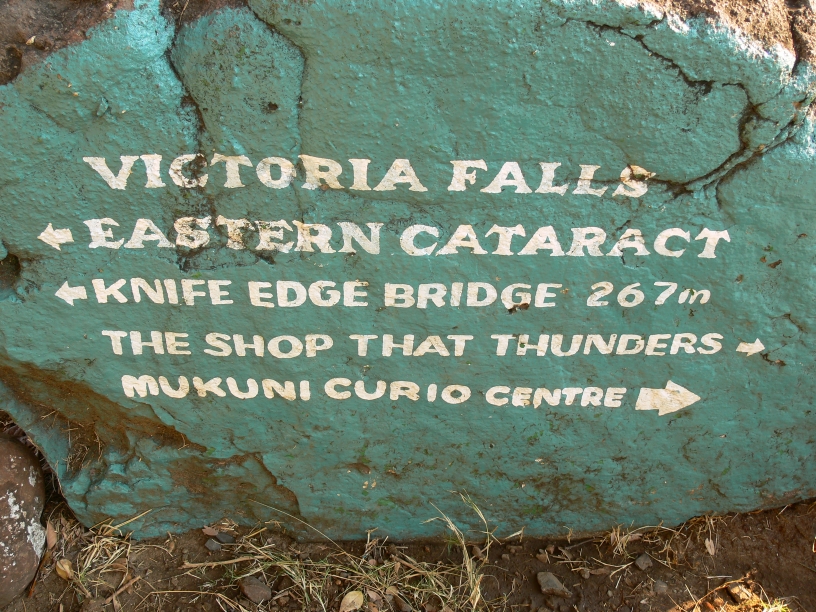 VICTORIA FALLS
← EASTERN CATARACT
← KNIFE EDGE BRIDGE 267m
THE SHOP THAT THUNDERS →
MUKUNI CURIO CENTRE →